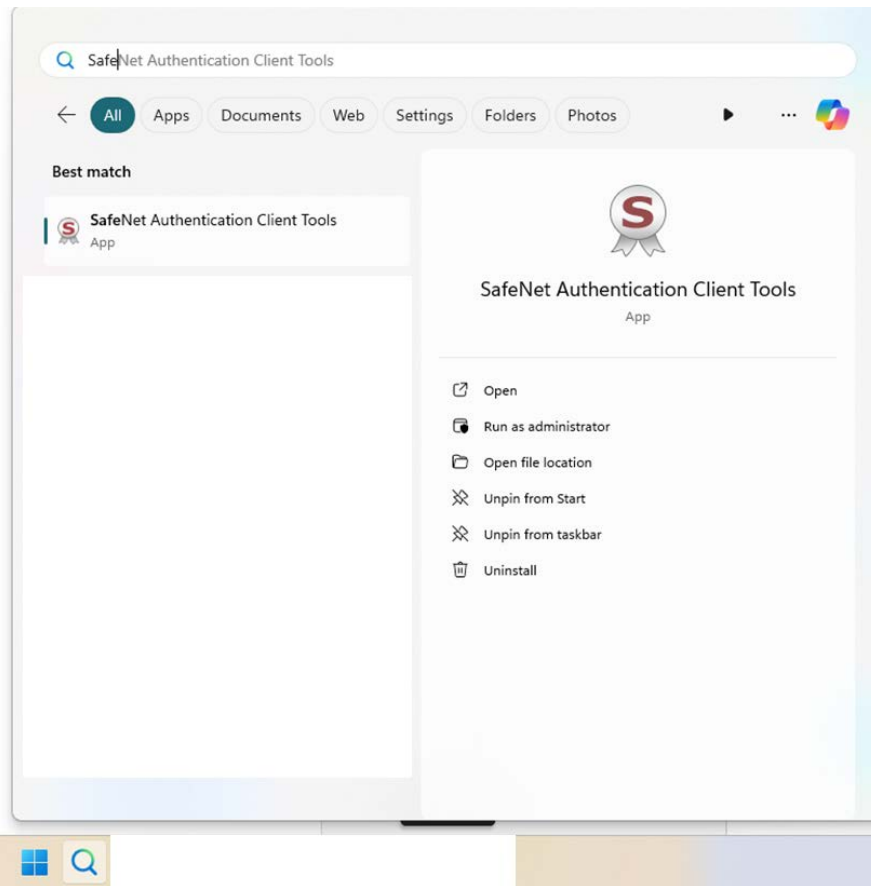 SafeNet Authentication Client Tools
All Apps Documents Web Settings Folders Photos
Best match
SafeNet Authentication Client Tools
App
S
SafeNet Authentication Client Tools
App
Open
Run as administrator
Open file location
Unpin from Start
Unpin from taskbar
Uninstall